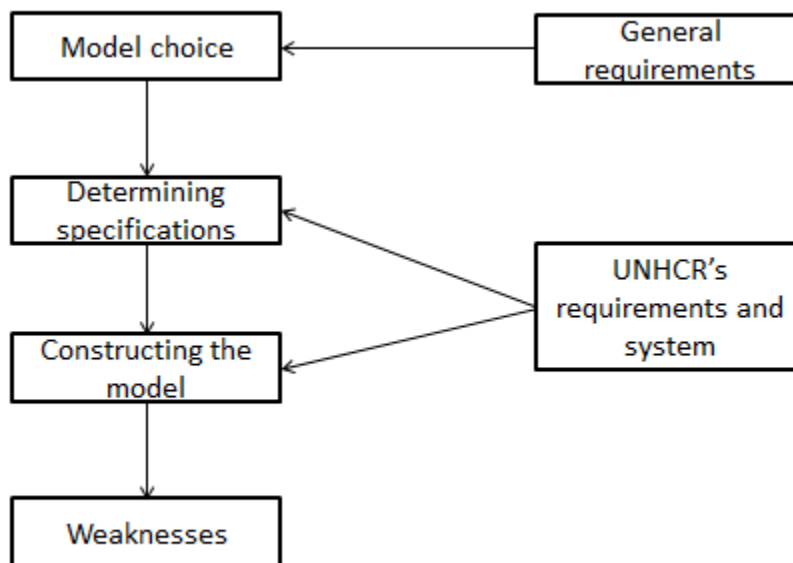 Model choice
General
requirements
Determining
specifications
UNHCR's
requirements and
system
Constructing the
model
Weaknesses